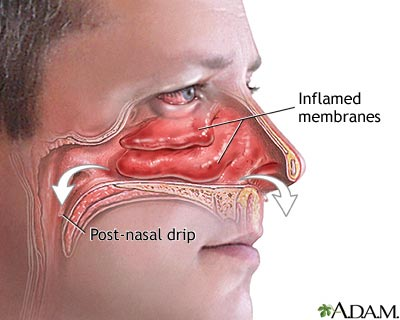 Inflamed
membranes
Post-nasal drip
A.D.A.M.